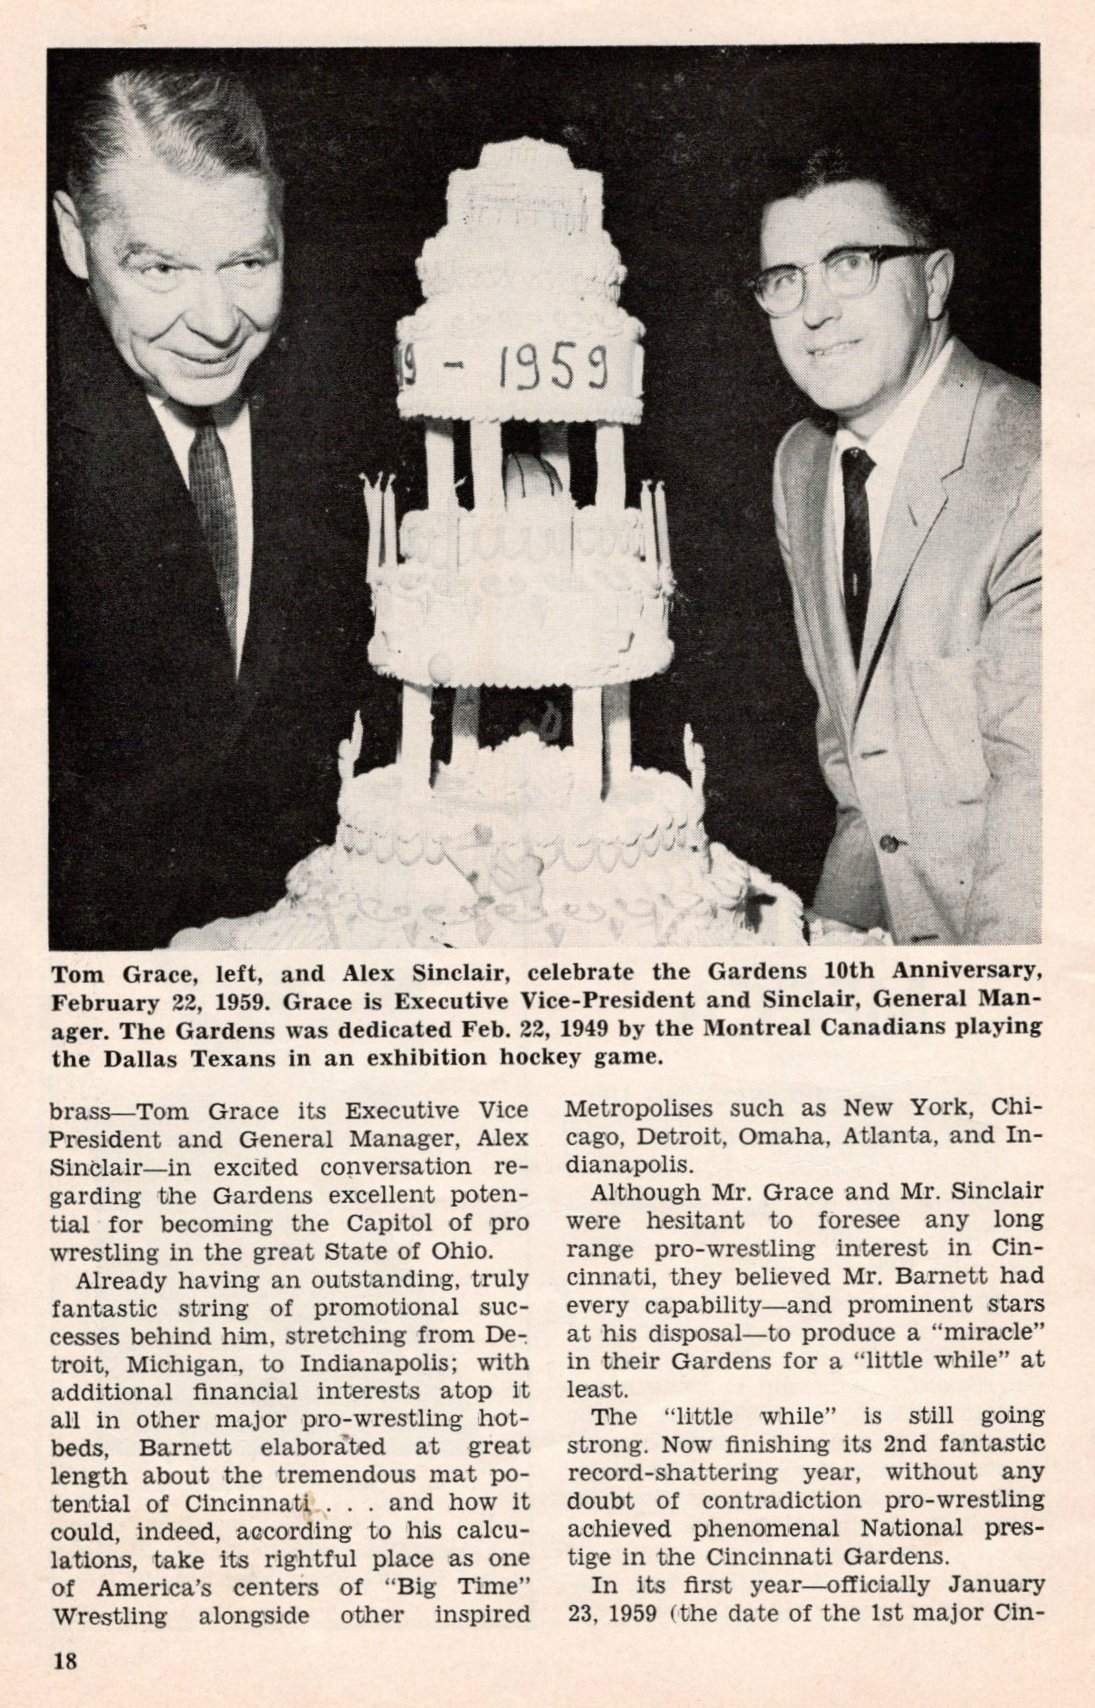 9 - 1959
Tom Grace, left, and Alex Sinclair, celebrate the Gardens 10th Anniversary,
February 22, 1959. Grace is Executive Vice-President and Sinclair, General Man-
ager. The Gardens was dedicated Feb. 22, 1949 by the Montreal Canadians playing
the Dallas Texans in an exhibition hockey game.
brass—Tom Grace its Executive Vice
President and General Manager, Alex
Sinclair—in excited conversation re-
garding the Gardens excellent poten-
tial for becoming the Capitol of pro
wrestling in the great State of Ohio.
Already having an outstanding, truly
fantastic string of promotional suc-
cesses behind him, stretching from De-
troit, Michigan, to Indianapolis; with
additional financial interests atop it
all in other major pro-wrestling hot-
beds, Barnett elaborated at great
length about the tremendous mat po-
tential of Cincinnati . . . and how it
could, indeed, according to his calcu-
lations, take its rightful place as one
of America's centers of "Big Time"
Wrestling alongside other inspired
Metropolises such as New York, Chi-
cago, Detroit, Omaha, Atlanta, and In-
dianapolis.
Although Mr. Grace and Mr. Sinclair
were hesitant to foresee any long
range pro-wrestling interest in Cin-
cinnati, they believed Mr. Barnett had
every capability—and prominent stars
at his disposal—to produce a "miracle"
in their Gardens for a "little while" at
least.
The "little while" is still going
strong. Now finishing its 2nd fantastic
record-shattering year, without any
doubt of contradiction pro-wrestling
achieved phenomenal National pres-
tige in the Cincinnati Gardens.
In its first year—officially January
23, 1959 (the date of the 1st major Cin-
18